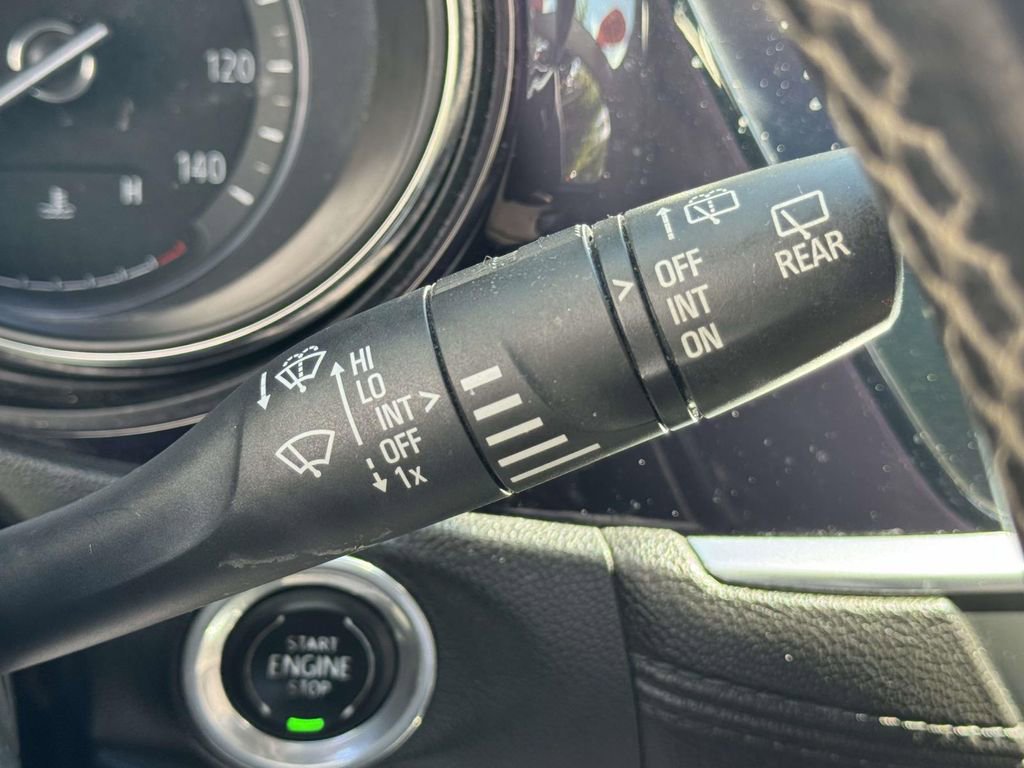 120
140
H
REAR
OFF
INT
ON
HI
LO
INT
OFF
1x
START
ENGINE
STOP